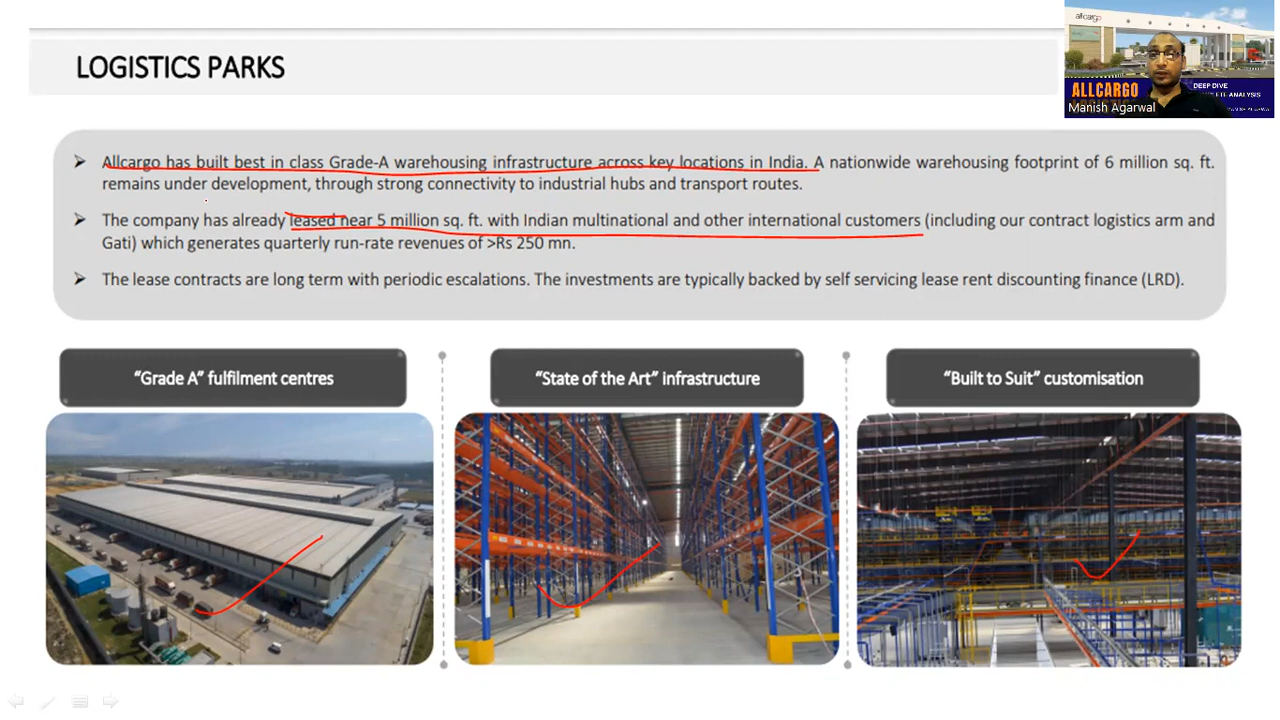 LOGISTICS PARKS
allcargo
ALLCARGO
DEEP DIVE
Manish Agarwal
Allcargo has built best in class Grade-A warehousing infrastructure across key locations in India. A nationwide warehousing footprint of 6 million sq. ft.
remains under development, through strong connectivity to industrial hubs and transport routes.
The company has already leased near 5 million sq. ft. with Indian multinational and other international customers (including our contract logistics arm and
Gati) which generates quarterly run-rate revenues of >Rs 250 mn.
The lease contracts are long term with periodic escalations. The investments are typically backed by self servicing lease rent discounting finance (LRD).
“Grade A” fulfilment centres
“State of the Art” infrastructure
“Built to Suit” customisation